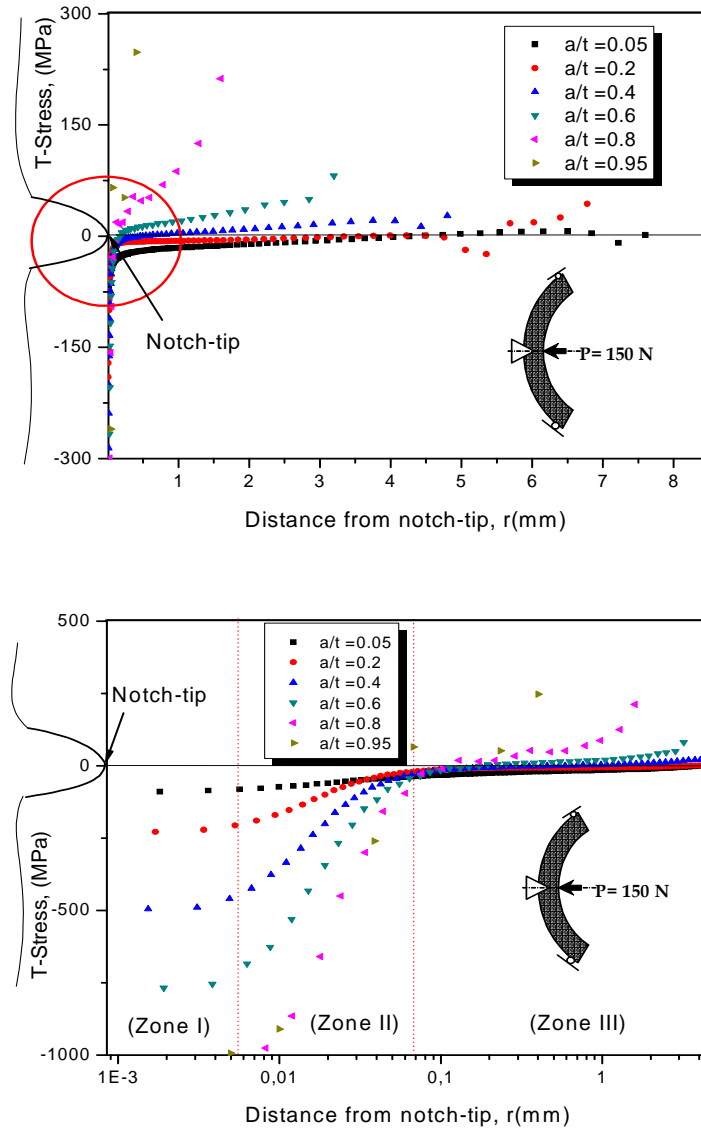 300
150
0
-150
-300
T-Stress, (MPa)
a/t =0.05
a/t =0.2
a/t =0.4
a/t =0.6
a/t =0.8
a/t =0.95
Notch-tip
P= 150 N
1 2 3 4 5 6 7 8
Distance from notch-tip, r(mm)
500
0
-500
-1000
T-Stress, (MPa)
a/t =0.05
a/t =0.2
a/t =0.4
a/t =0.6
a/t =0.8
a/t =0.95
Notch-tip
P= 150 N
(Zone I) (Zone II) (Zone III)
1E-3 0,01 0,1 1
Distance from notch-tip, r(mm)